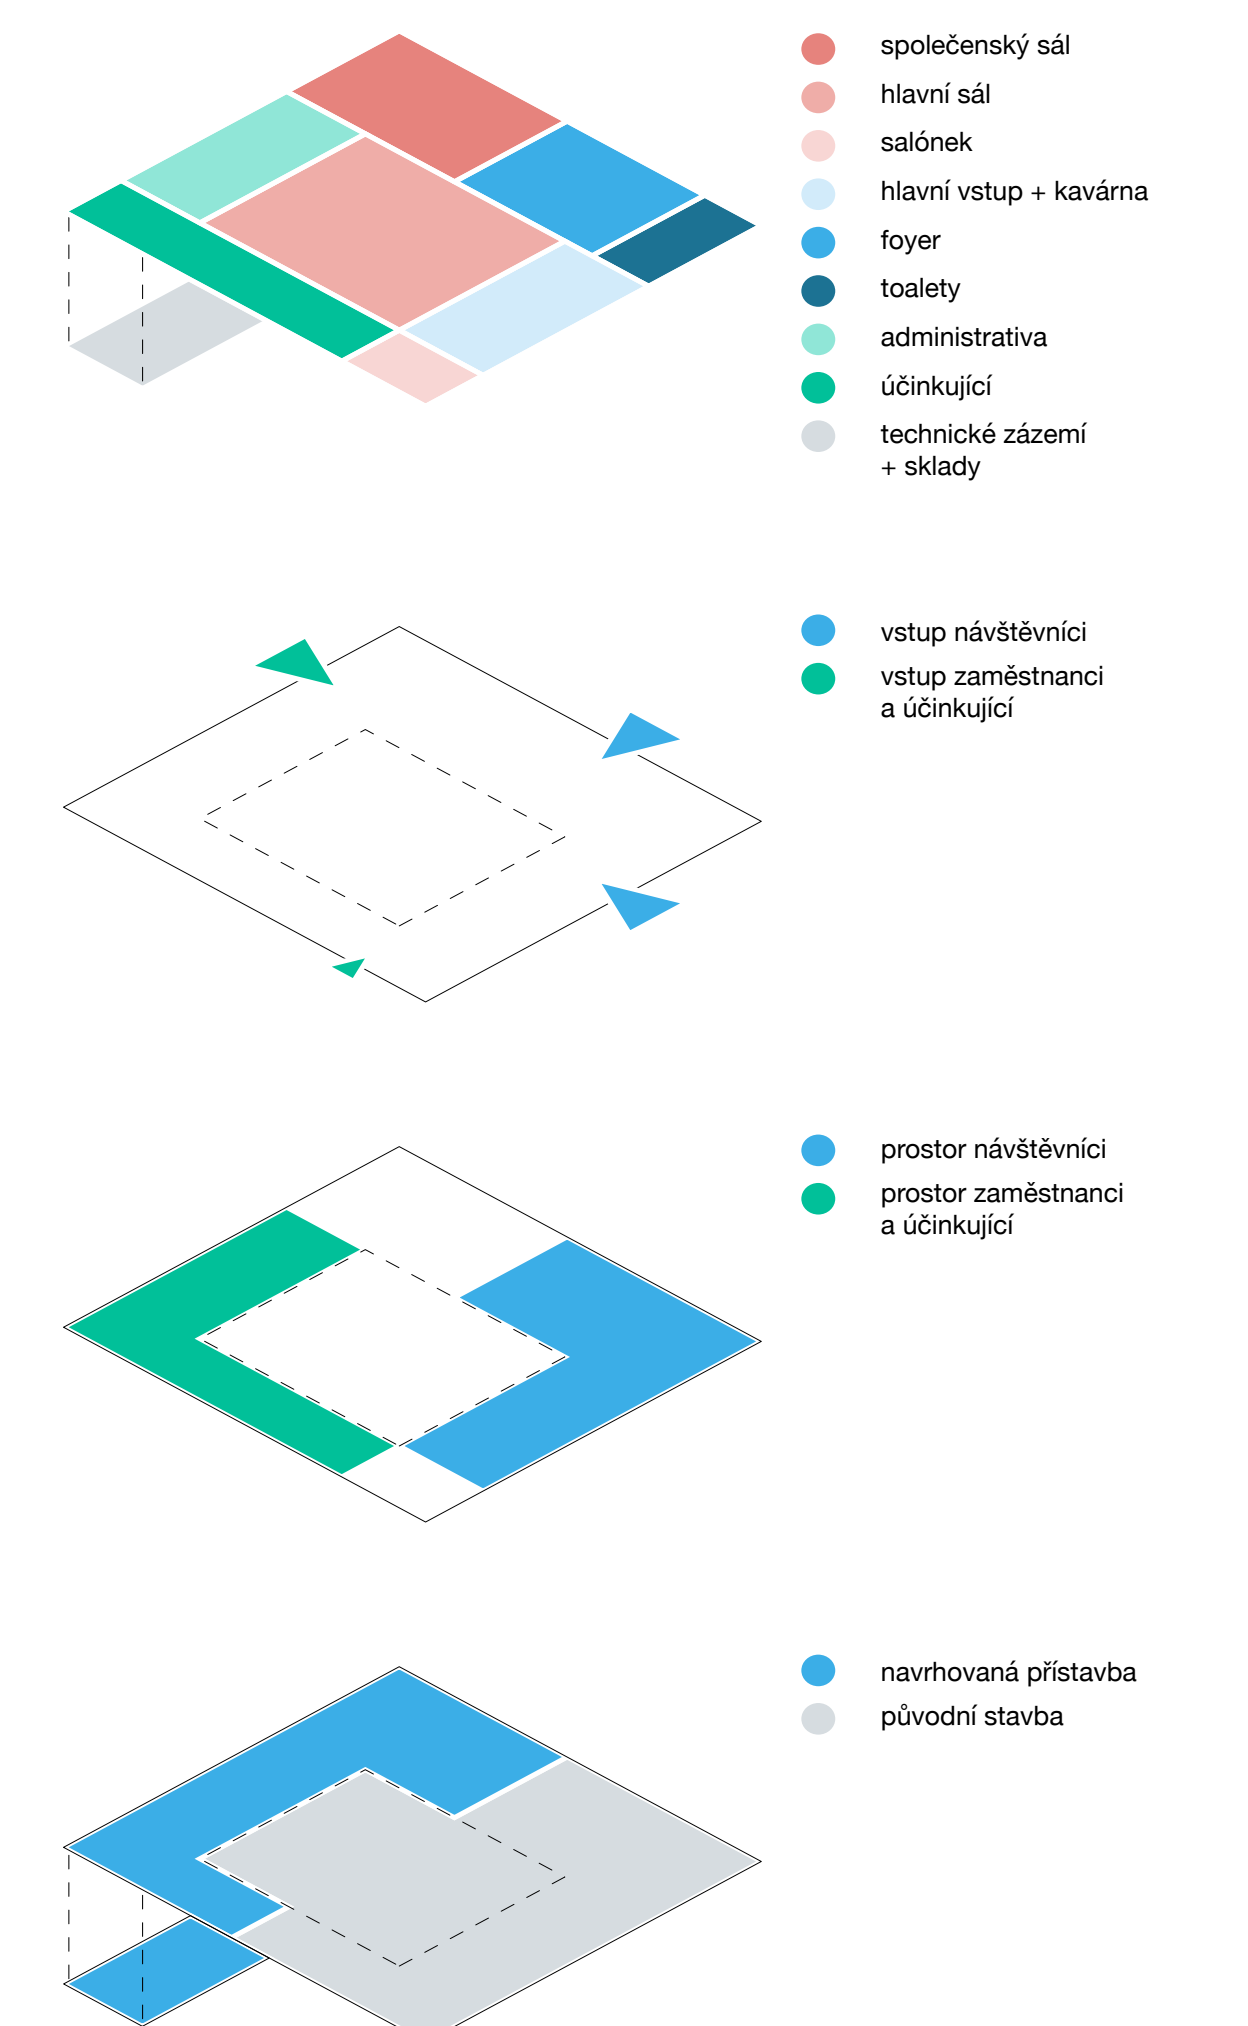 společenský sál
hlavní sál
salónek
hlavní vstup + kavárna
foyer
toalety
administrativa
účinkující
technické zázemí
+ sklady
vstup návštěvníci
vstup zaměstnanci
a účinkující
prostor návštěvníci
prostor zaměstnanci
a účinkující
navrhovaná přístavba
původní stavba